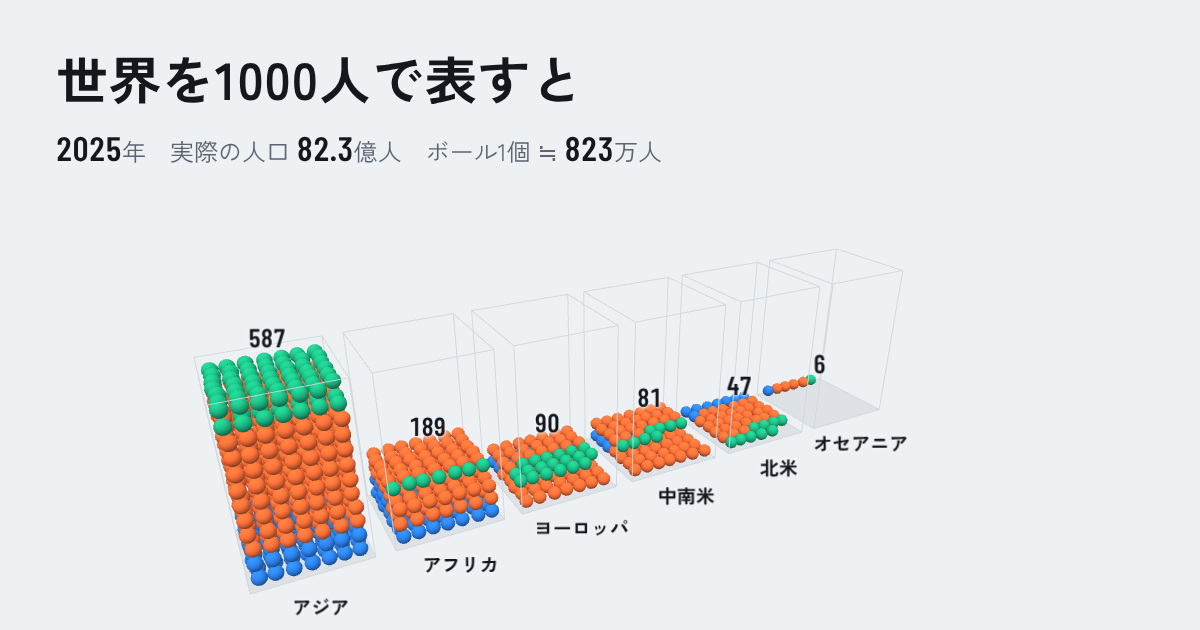 世界を1000人で表すと
2025年 実際の人口 82.3億人 ボール1個 ≒ 823万人
587
アジア
189
アフリカ
90
ヨーロッパ
81
中南米
47
北米
6
オセアニア